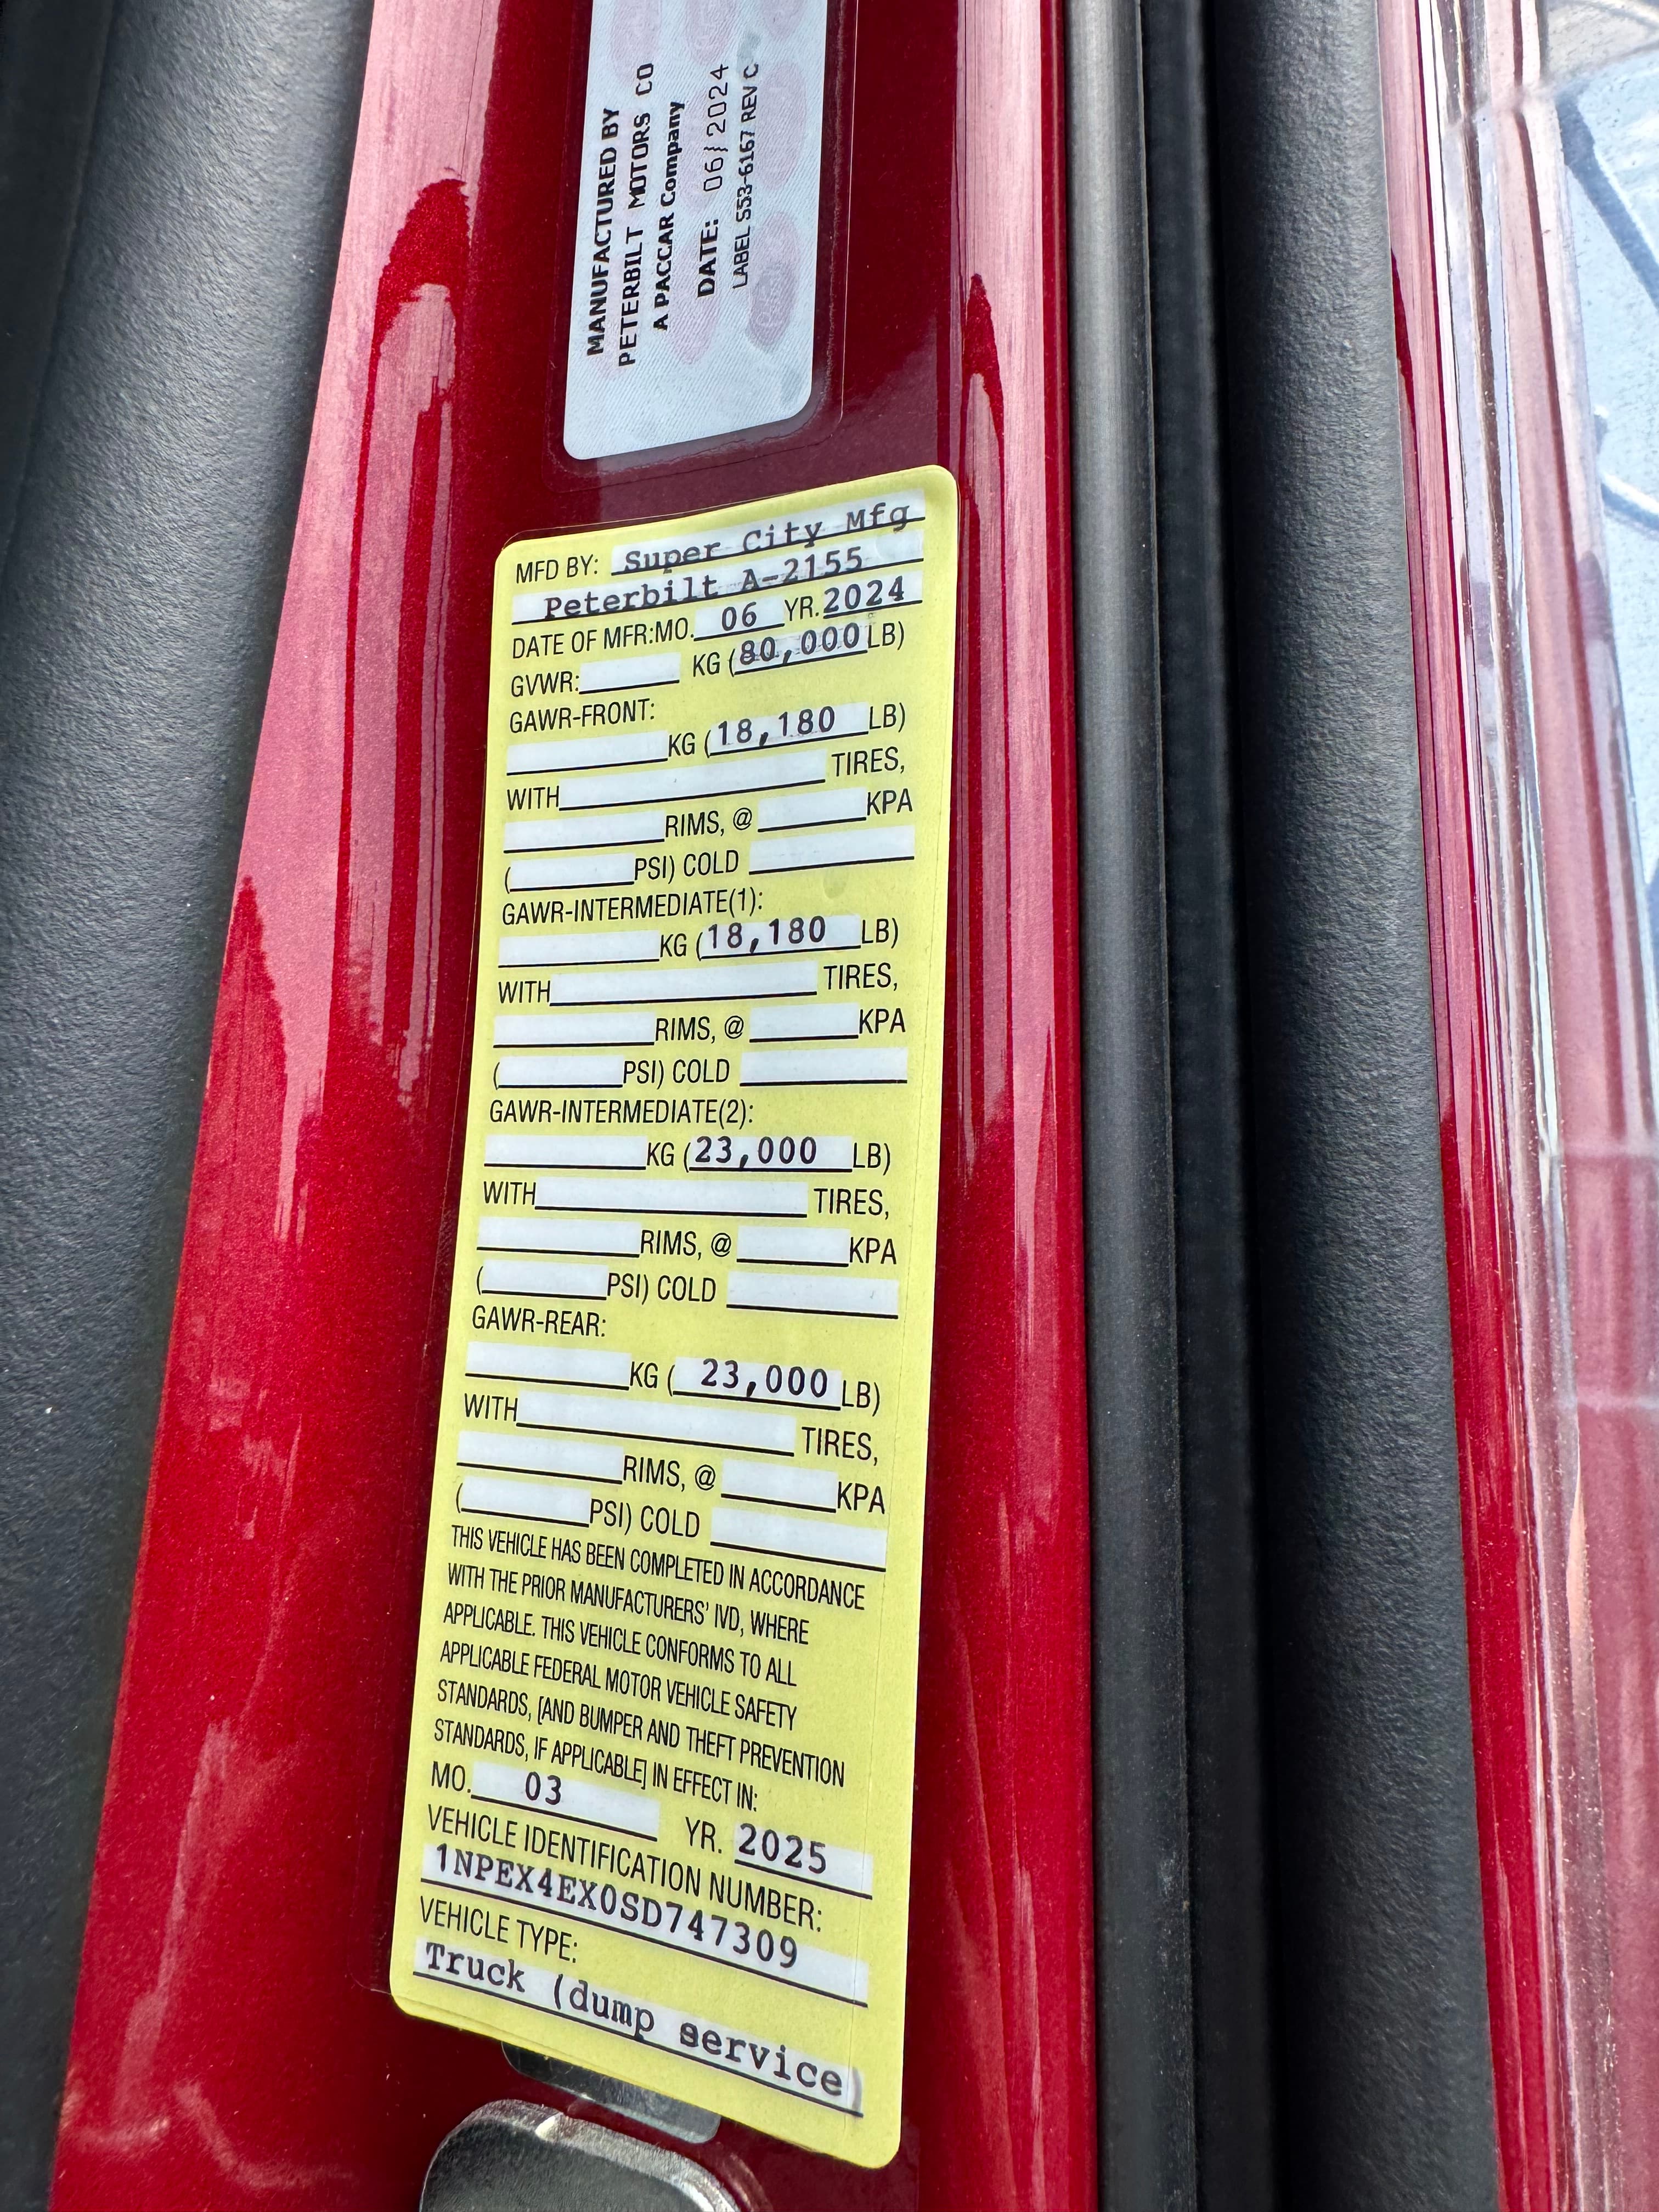 MANUFACTURED BY
PETERBILT MOTORS CO
A PACCAR Company
DATE: 06/2024
LABEL S53-6167 REV C
MFD BY: Super City Mfg
Peterbilt A-2155
DATE OF MFR:MO. 06 YR. 2024
GVWR: KG (80,000 LB)
GAWR-FRONT:
KG (18,180 LB)
WITH TIRES,
RIMS, @ KPA
( PSI) COLD
GAWR-INTERMEDIATE(1):
KG (18,180 LB)
WITH TIRES,
RIMS, @ KPA
( PSI) COLD
GAWR-INTERMEDIATE(2):
KG (23,000 LB)
WITH TIRES,
RIMS, @ KPA
( PSI) COLD
GAWR-REAR:
KG ( 23,000 LB)
WITH TIRES,
RIMS, @ KPA
( PSI) COLD
THIS VEHICLE HAS BEEN COMPLETED IN ACCORDANCE
WITH THE PRIOR MANUFACTURERS' IVD, WHERE
APPLICABLE. THIS VEHICLE CONFORMS TO ALL
APPLICABLE FEDERAL MOTOR VEHICLE SAFETY
STANDARDS, [AND BUMPER AND THEFT PREVENTION
STANDARDS, IF APPLICABLE] IN EFFECT IN:
MO. 03 YR. 2025
VEHICLE IDENTIFICATION NUMBER:
1NPEX4EX0SD747309
VEHICLE TYPE:
Truck (dump service)